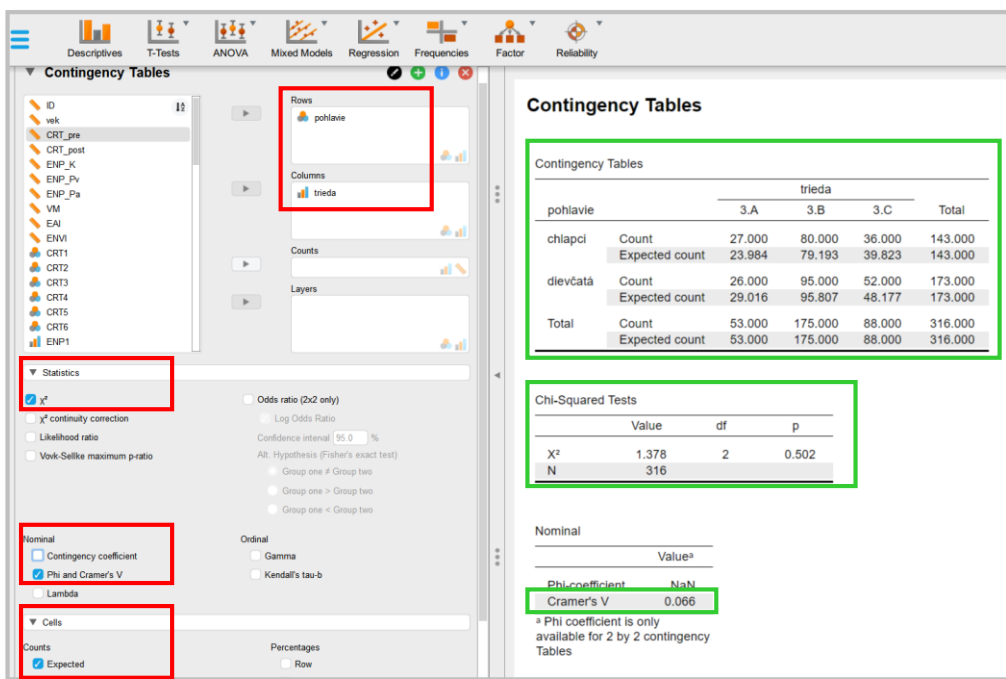 Descriptives T-Tests ANOVA Mixed Models Regression Frequencies Factor Reliability
Contingency Tables
ID
vek
CRT_pre
CRT_post
ENP_K
ENP_Pv
ENP_Pa
VM
EAI
ENVI
CRT1
CRT2
CRT3
CRT4
CRT5
CRT6
ENP1
Rows
pohlavie
Columns
trieda
Counts
Layers
Statistics
χ²
χ² continuity correction
Likelihood ratio
Vovk-Sellke maximum p-ratio
Odds ratio (2x2 only)
Log Odds Ratio
Confidence interval 95.0 %
Alt. Hypothesis (Fisher's exact test)
Group one ≠ Group two
Group one > Group two
Group one < Group two
Nominal
Contingency coefficient
Phi and Cramer's V
Lambda
Ordinal
Gamma
Kendall's tau-b
Cells
Counts
Expected
Percentages
Row
Contingency Tables
Contingency Tables
trieda
pohlavie 3.A 3.B 3.C Total
chlapci Count 27.000 80.000 36.000 143.000
Expected count 23.984 79.193 39.823 143.000
dievčatá Count 26.000 95.000 52.000 173.000
Expected count 29.016 95.807 48.177 173.000
Total Count 53.000 175.000 88.000 316.000
Expected count 53.000 175.000 88.000 316.000
Chi-Squared Tests
Value df p
X² 1.378 2 0.502
N 316
Nominal
Valueᵃ
Phi-coefficient NaN
Cramer's V 0.066
ᵃ Phi coefficient is only
available for 2 by 2 contingency
Tables